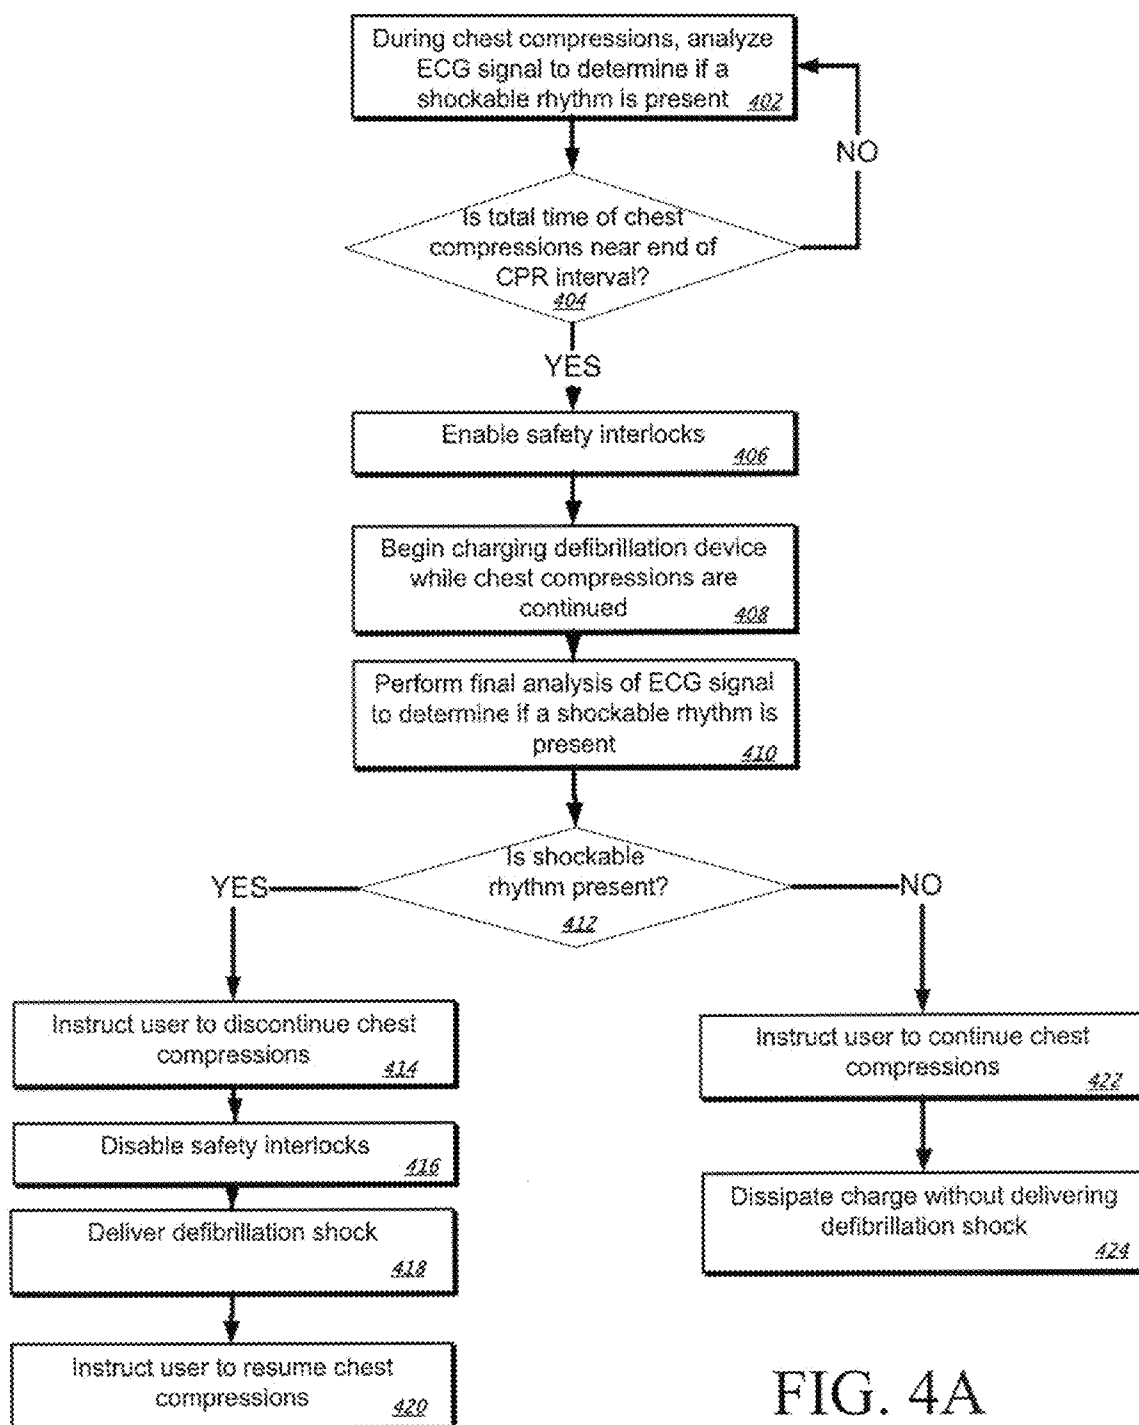 During chest compressions, analyze
ECG signal to determine if a
shockable rhythm is present 402
NO
Is total time of chest
compressions near end of
CPR interval?
404
YES
Enable safety interlocks
406
Begin charging defibrillation device
while chest compressions are
continued 408
Perform final analysis of ECG signal
to determine if a shockable rhythm is
present 410
Is shockable
rhythm present?
412
YES
NO
Instruct user to discontinue chest
compressions 414
Disable safety interlocks
416
Deliver defibrillation shock
418
Instruct user to resume chest
compressions 420
Instruct user to continue chest
compressions 422
Dissipate charge without delivering
defibrillation shock 424
FIG. 4A